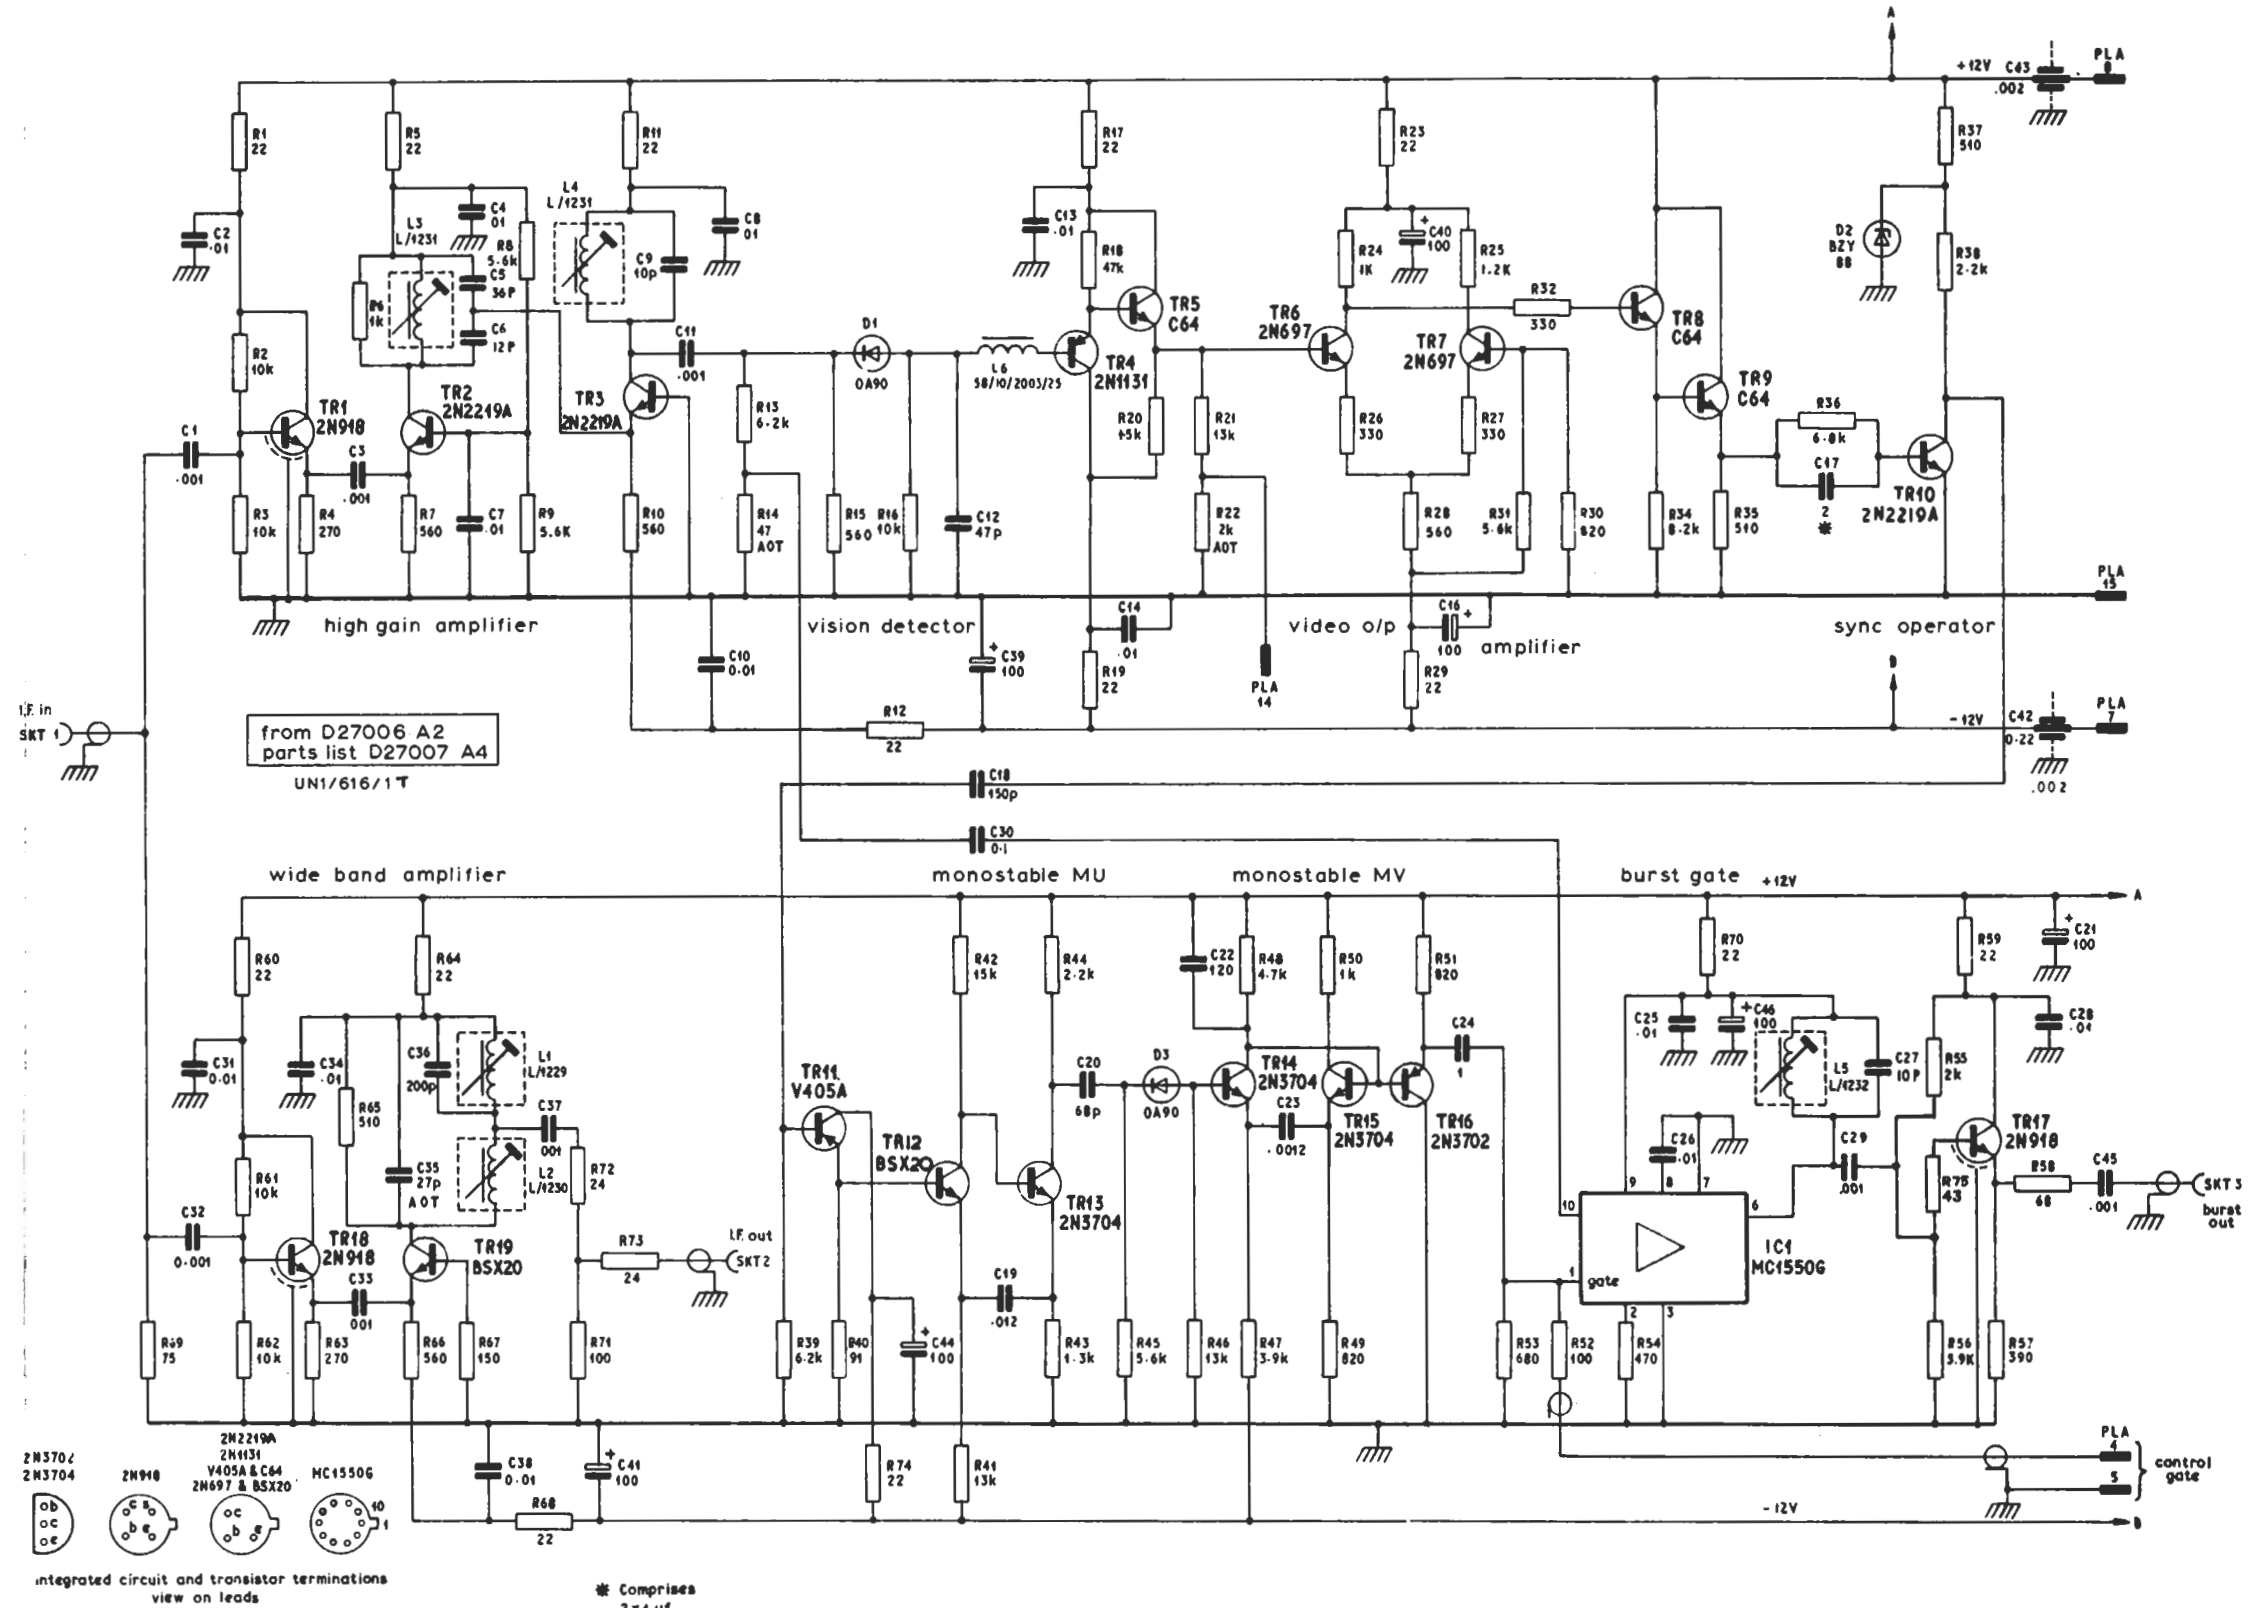 A
+12V
C43
.002
PLA
8
R1
22
R5
22
R11
22
R17
22
R23
22
R37
510
C2
.01
L3
L/1231
C4
01
R8
5.6k
L4
L/1231
C9
10p
C8
01
C13
.01
R18
47k
R24
1K
C40
100
+
R25
1.2K
D2
BZY
88
R38
2.2k
R6
1k
C5
36P
C6
12P
R2
10k
C11
.001
D1
OA90
L6
58/10/2003/25
TR4
2N1131
TR5
C64
TR6
2N697
TR7
2N697
R32
330
TR8
C64
TR9
C64
TR1
2N918
TR2
2N2219A
TR3
2N2219A
R13
6.2k
R20
15k
R21
13k
R26
330
R27
330
R36
6.8k
C17
2
✱
TR10
2N2219A
C1
.001
C3
.001
R3
10k
R4
270
R7
560
C7
.01
R9
5.6K
R10
560
R14
47
AOT
R15
560
R16
10k
C12
47p
R22
2k
AOT
R28
560
R31
5.6k
R30
820
R34
8.2k
R35
510
PLA
15
high gain amplifier
vision detector
video o/p
amplifier
sync operator
C10
0.01
+
C39
100
C14
.01
R19
22
PLA
14
C16
+
100
R29
22
B
I.F. in
SKT 1
from D27006 A2
parts list D27007 A4
UN1/616/1T
R12
22
-12V
C42
0.22
PLA
7
.002
C18
150p
C30
0.1
wide band amplifier
monostable MU
monostable MV
burst gate
+12V
A
R60
22
R64
22
R42
15k
R44
2.2k
C22
120
R48
4.7k
R50
1k
R51
820
R70
22
R59
22
+
C21
100
C31
0.01
C34
.01
C36
200p
L1
L/1229
R65
510
C37
001
C35
27p
AOT
L2
L/1230
R72
24
TR11
V405A
TR12
BSX20
TR13
2N3704
C20
68p
D3
OA90
TR14
2N3704
C23
.0012
TR15
2N3704
TR16
2N3702
C24
1
C25
.01
+
C46
100
L5
L/1232
C27
10P
R55
2k
C28
.01
C26
.01
C29
.001
TR17
2N918
R75
43
R58
68
C45
.001
SKT 3
burst
out
R61
10k
C32
0.001
TR18
2N918
C33
001
TR19
BSX20
R73
24
I.F. out
SKT 2
C19
.012
9
8
7
10
6
1
gate
2
3
IC1
MC1550G
R69
75
R62
10k
R63
270
R66
560
R67
150
R71
100
R39
6.2k
R40
91
+
C44
100
R43
1.3k
R45
5.6k
R46
13k
R47
3.9k
R49
820
R53
680
R52
100
R54
470
R56
3.9K
R57
390
C38
0.01
+
C41
100
R68
22
R74
22
R41
13k
-12V
B
PLA
4
5
control
gate
2N3702
2N3704
2N918
2N2219A
2N1131
V405A & C64
2N697 & BSX20
MC1550G
b
c
e
c
s
b
e
c
b
e
10
1
integrated circuit and transistor terminations
view on leads
✱ Comprises